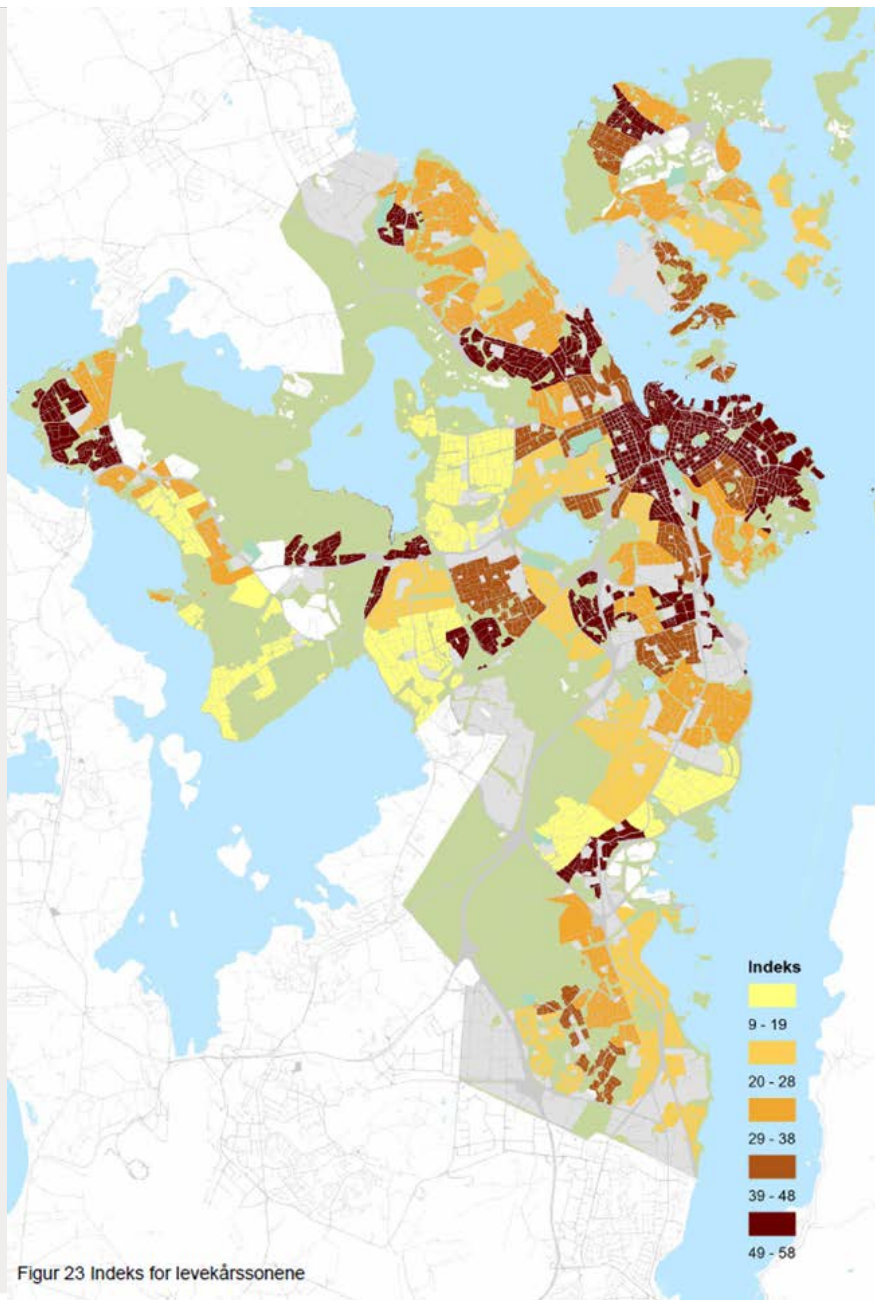 Indeks
9 - 19
20 - 28
29 - 38
39 - 48
49 - 58
Figur 23 Indeks for levekårssonene